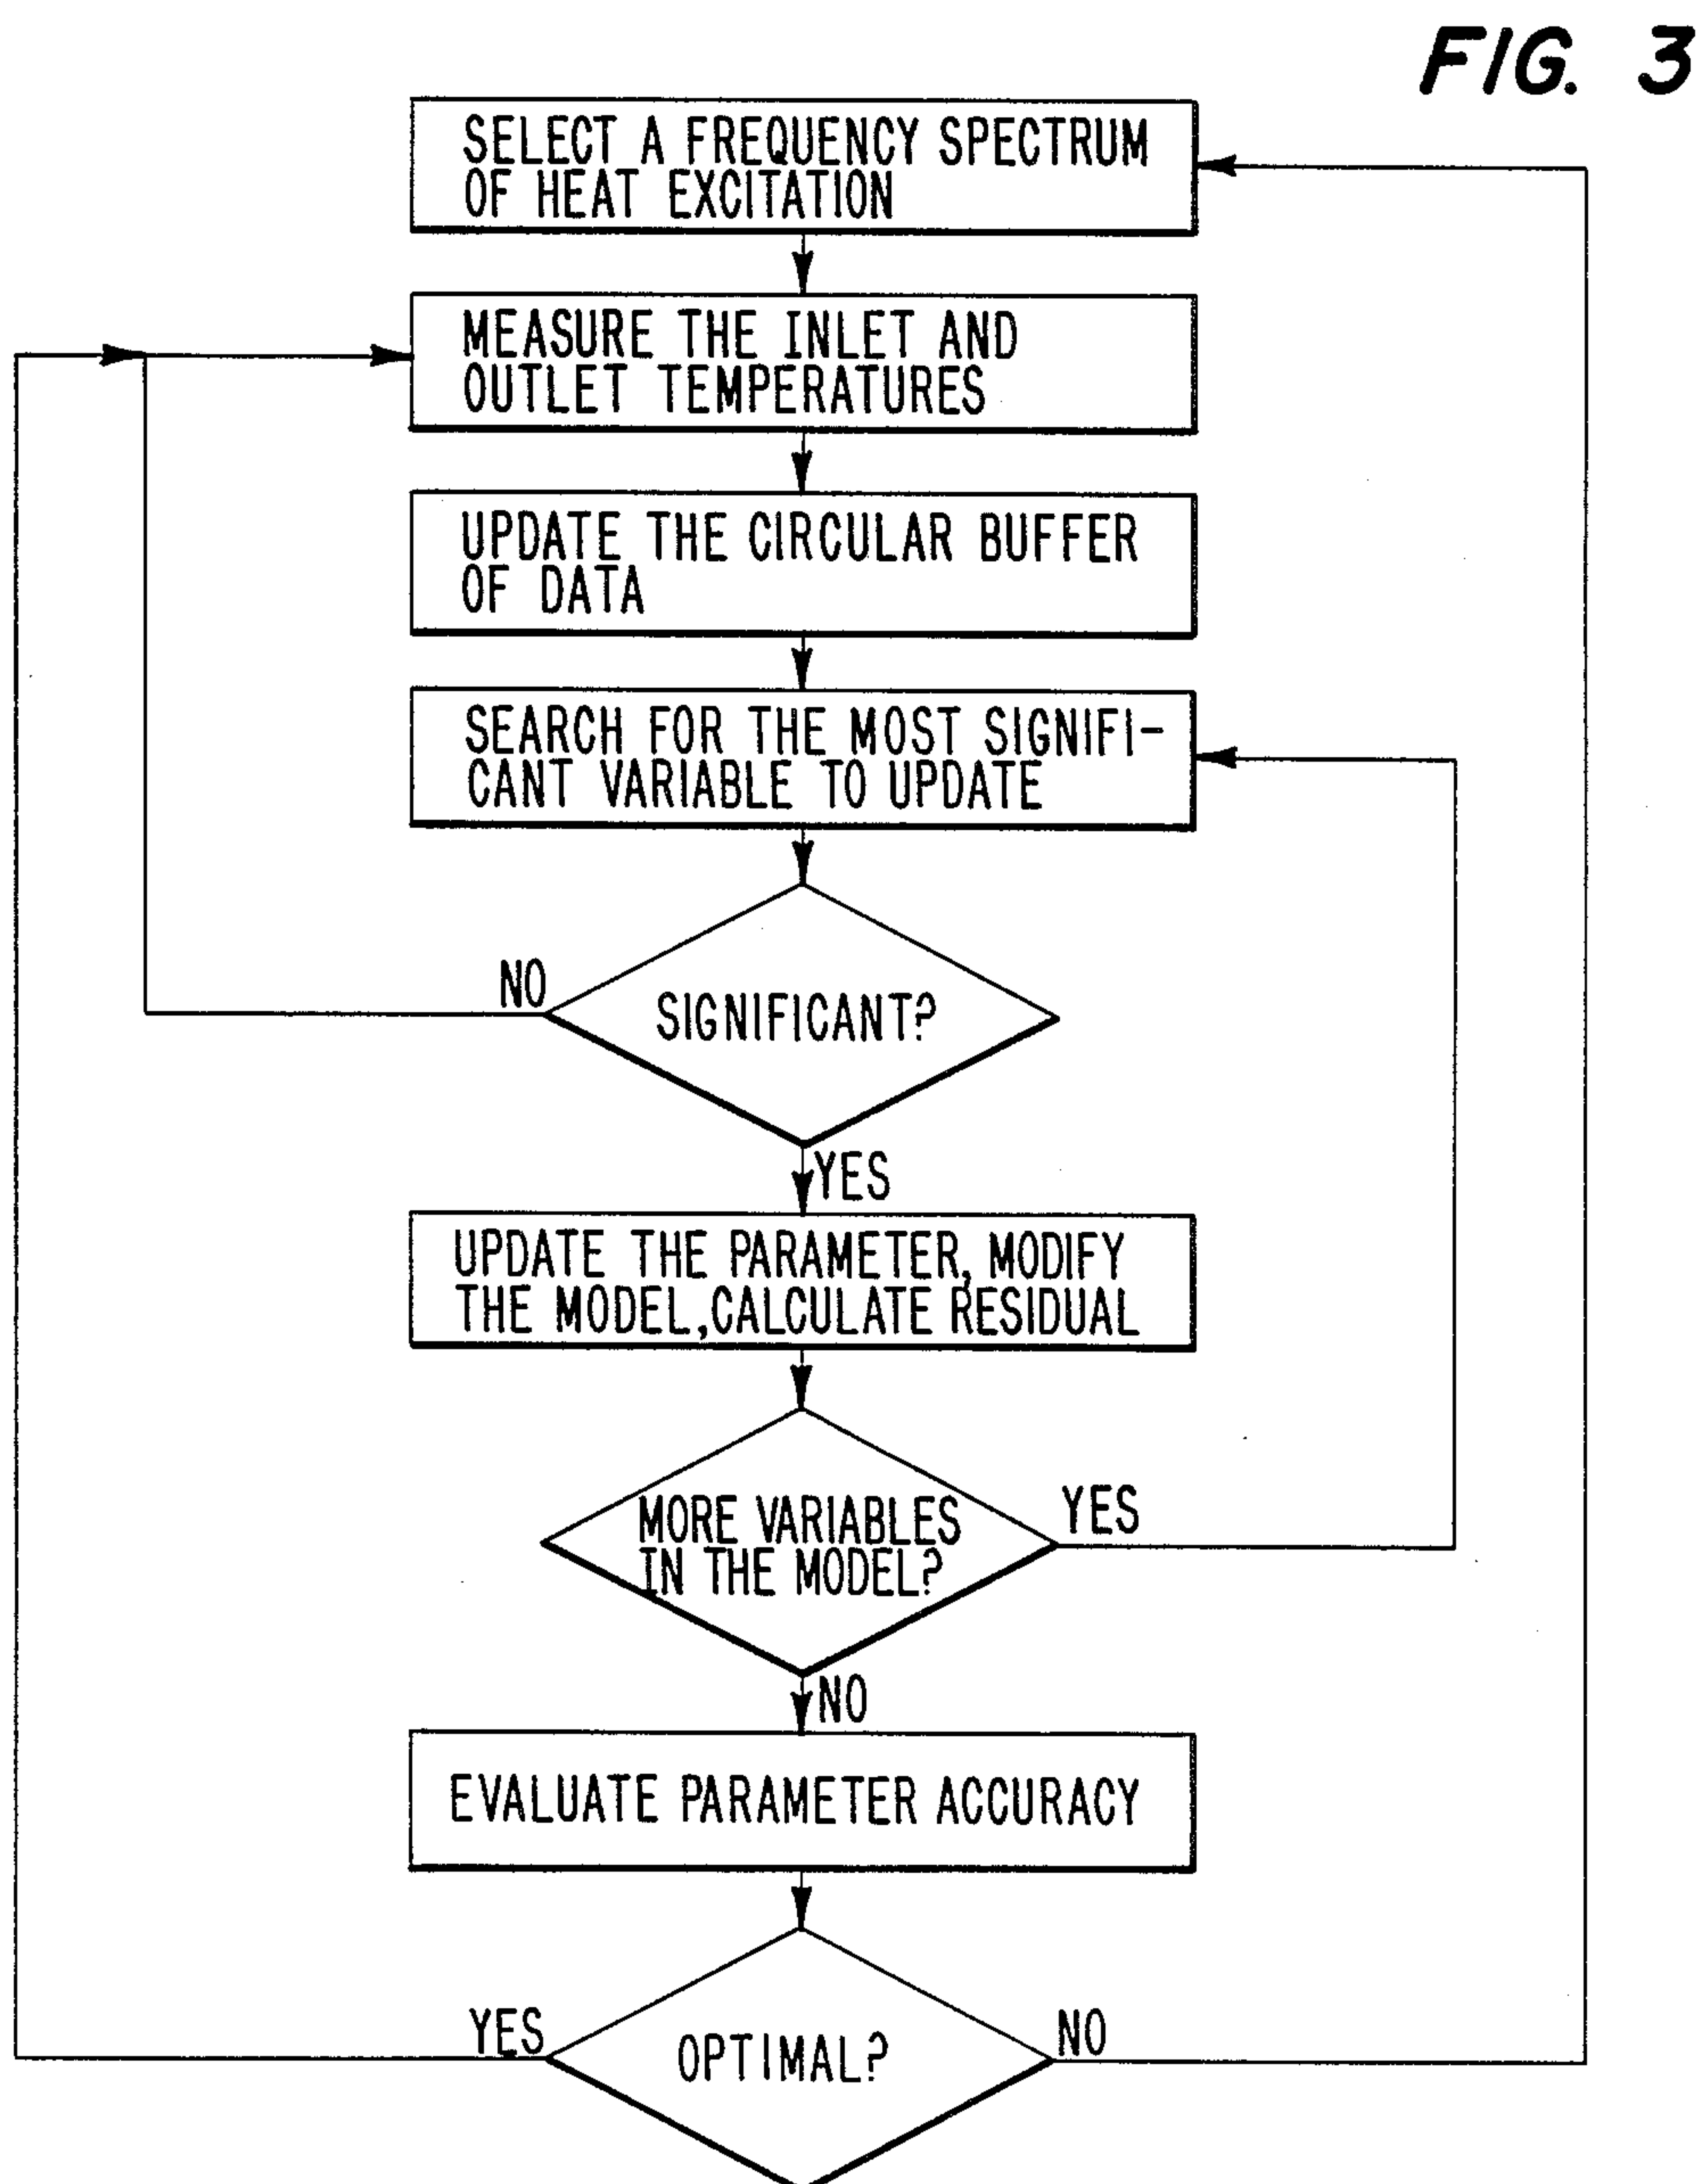 FIG. 3
SELECT A FREQUENCY SPECTRUM
OF HEAT EXCITATION
MEASURE THE INLET AND
OUTLET TEMPERATURES
UPDATE THE CIRCULAR BUFFER
OF DATA
SEARCH FOR THE MOST SIGNIFI-
CANT VARIABLE TO UPDATE
NO
SIGNIFICANT?
YES
UPDATE THE PARAMETER, MODIFY
THE MODEL,CALCULATE RESIDUAL
MORE VARIABLES
IN THE MODEL?
YES
NO
EVALUATE PARAMETER ACCURACY
YES
OPTIMAL?
NO